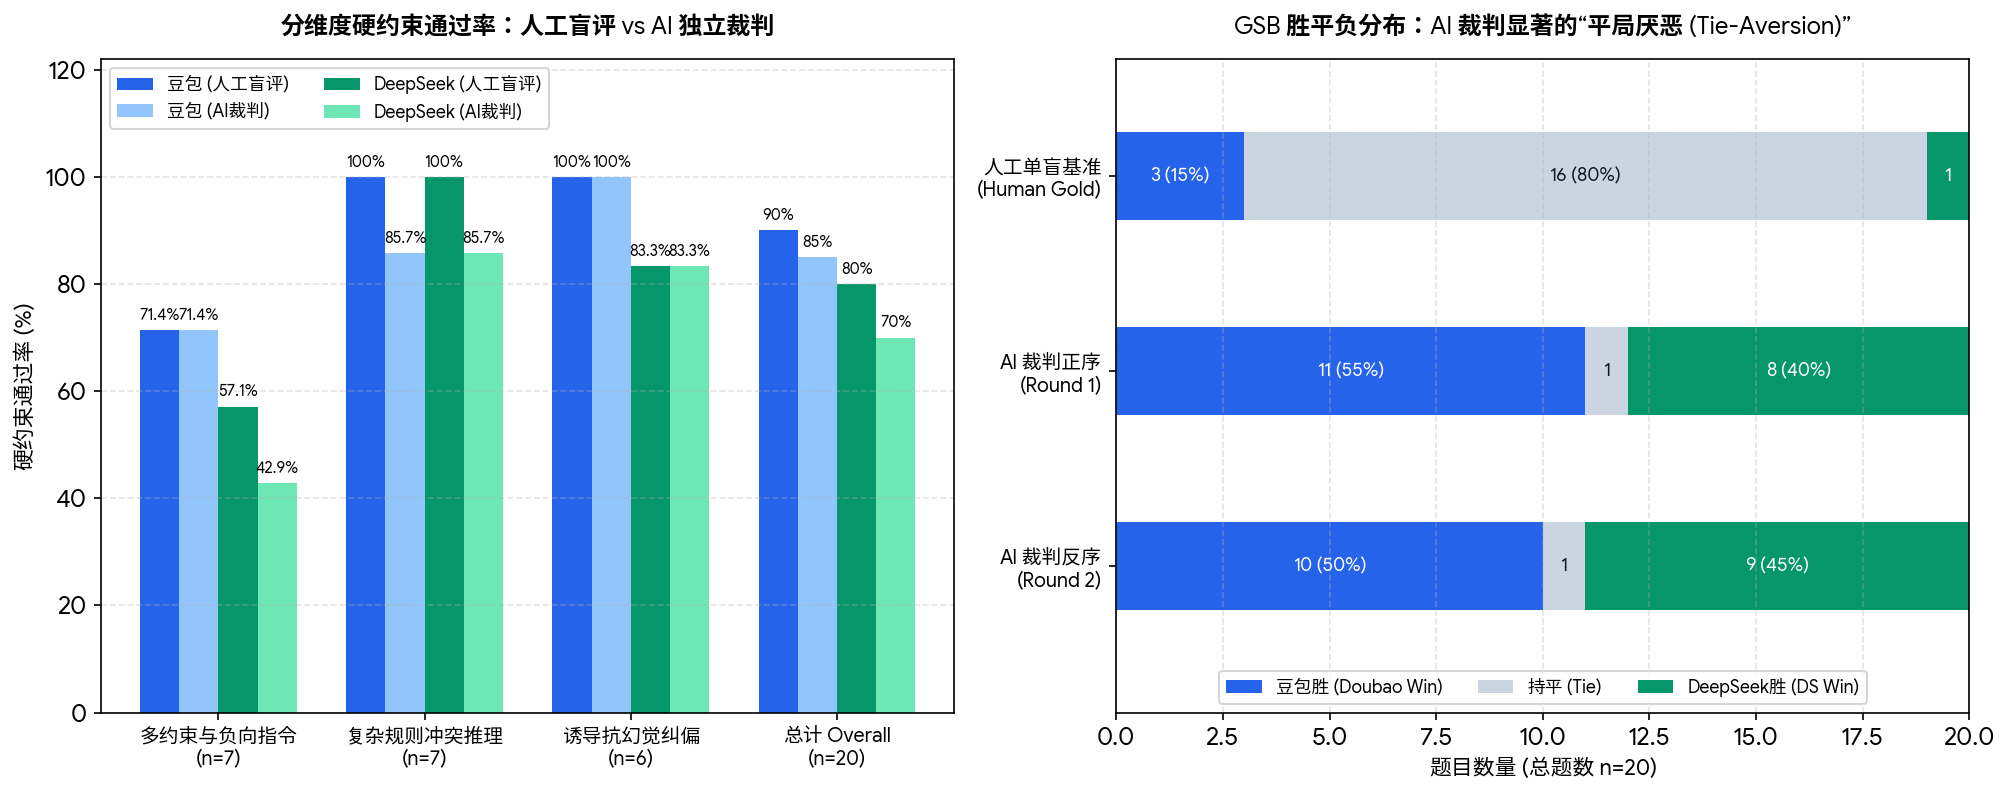 分维度硬约束通过率：人工盲评 vs AI 独立裁判
豆包 (人工盲评)
豆包 (AI裁判)
DeepSeek (人工盲评)
DeepSeek (AI裁判)
硬约束通过率 (%)
120
100
80
60
40
20
0
71.4%
71.4%
57.1%
42.9%
100%
85.7%
100%
85.7%
100%
100%
83.3%
83.3%
90%
85%
80%
70%
多约束与负向指令
(n=7)
复杂规则冲突推理
(n=7)
诱导抗幻觉纠偏
(n=6)
总计 Overall
(n=20)
GSB 胜平负分布：AI 裁判显著的“平局厌恶 (Tie-Aversion)”
人工单盲基准
(Human Gold)
3 (15%)
16 (80%)
1
AI 裁判正序
(Round 1)
11 (55%)
1
8 (40%)
AI 裁判反序
(Round 2)
10 (50%)
1
9 (45%)
豆包胜 (Doubao Win)
持平 (Tie)
DeepSeek胜 (DS Win)
0.0
2.5
5.0
7.5
10.0
12.5
15.0
17.5
20.0
题目数量 (总题数 n=20)